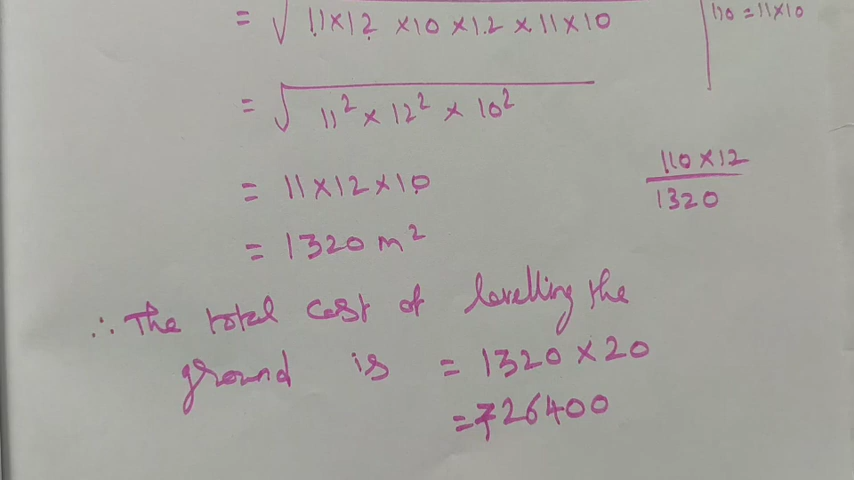 = √11×12 ×10 ×12 × 11×10
110 = 11×10
= √11² × 12² × 10²
= 11×12×10
110×12
1320
= 1320 m²
∴ The total cost of levelling the
ground is = 1320 × 20
= ₹26400